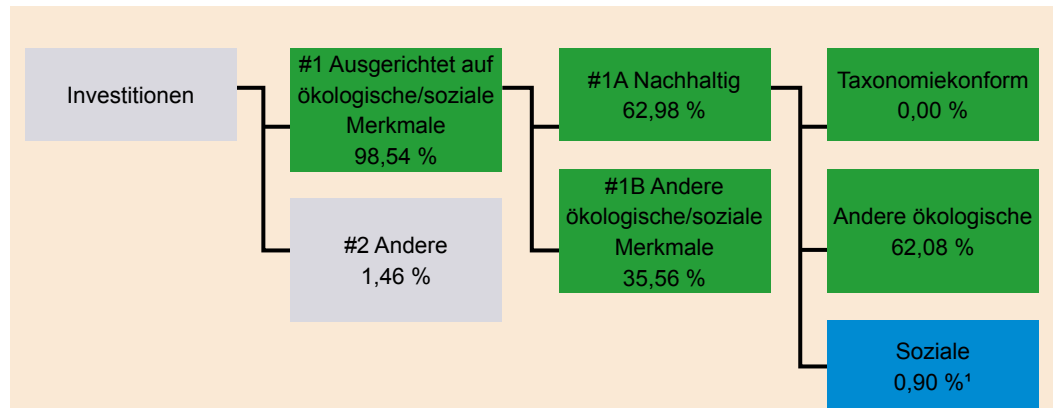 Investitionen
#1 Ausgerichtet auf
ökologische/soziale
Merkmale
98,54 %
#2 Andere
1,46 %
#1A Nachhaltig
62,98 %
#1B Andere
ökologische/soziale
Merkmale
35,56 %
Taxonomiekonform
0,00 %
Andere ökologische
62,08 %
Soziale
0,90 %¹